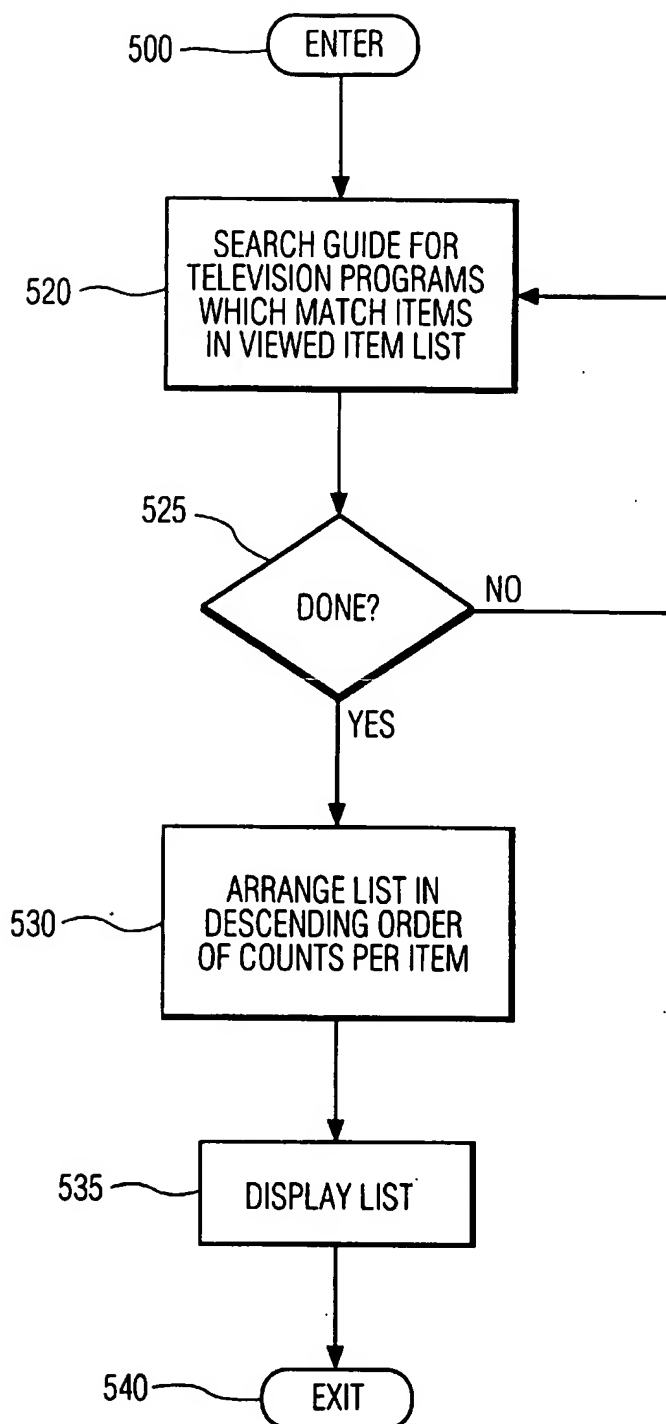 500
ENTER
520
SEARCH GUIDE FOR
TELEVISION PROGRAMS
WHICH MATCH ITEMS
IN VIEWED ITEM LIST
525
DONE?
NO
YES
530
ARRANGE LIST IN
DESCENDING ORDER
OF COUNTS PER ITEM
535
DISPLAY LIST
540
EXIT